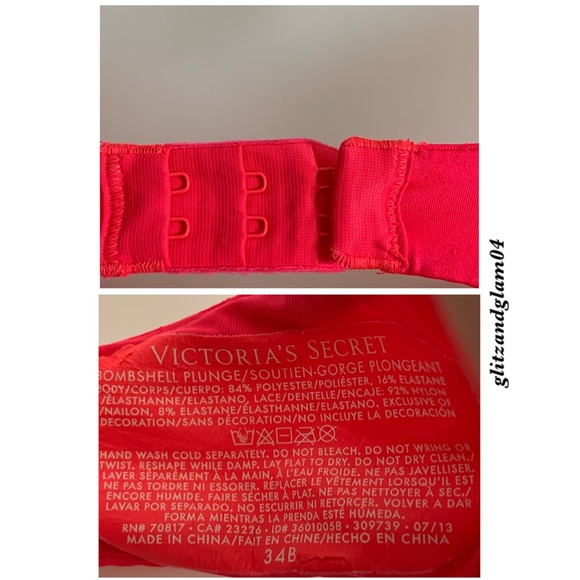 VICTORIA'S SECRET
BOMBSHELL PLUNGE/SOUTIEN-GORGE PLONGEANT
BODY/CORPS/CUERPO: 84% POLYESTER/POLIÉSTER, 16% ELASTANE
/ÉLASTHANNE/ELASTANO, LACE/DENTELLE/ENCAJE: 92% NYLON
/NAILON, 8% ELASTANE/ÉLASTHANNE/ELASTANO. EXCLUSIVE OF
DECORATION/SANS DÉCORATION/NO INCLUYE LA DECORACIÓN
HAND WASH COLD SEPARATELY. DO NOT BLEACH. DO NOT WRING OR
TWIST. RESHAPE WHILE DAMP. LAY FLAT TO DRY. DO NOT DRY CLEAN./
LAVER SÉPARÉMENT À LA MAIN, À L'EAU FROIDE. NE PAS JAVELLISER.
NE PAS TORDRE NI ESSORER. REPLACER LE VÊTEMENT LORSQU'IL EST
ENCORE HUMIDE. FAIRE SÉCHER À PLAT. NE PAS NETTOYER À SEC./
LAVAR POR SEPARADO. NO ESCURRIR NI RETORCER. VOLVER A DAR
FORMA MIENTRAS LA PRENDA ESTÉ HÚMEDA.
RN# 70817 • CA# 23226 • ID# 36010058 • 309739 • 07/13
MADE IN CHINA/FAIT EN CHINE/HECHO EN CHINA
34B
glitzandglam04